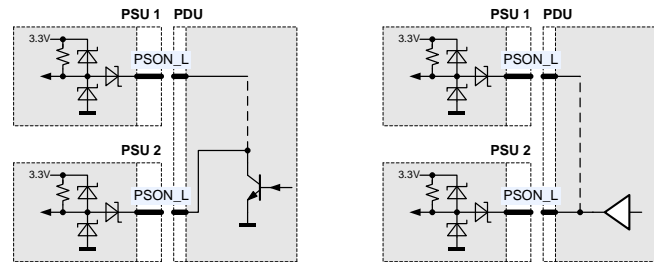 PSU 1 PDU
3.3V
PSON_L
PSU 2
3.3V
PSON_L
PSU 1 PDU
3.3V
PSON_L
PSU 2
3.3V
PSON_L